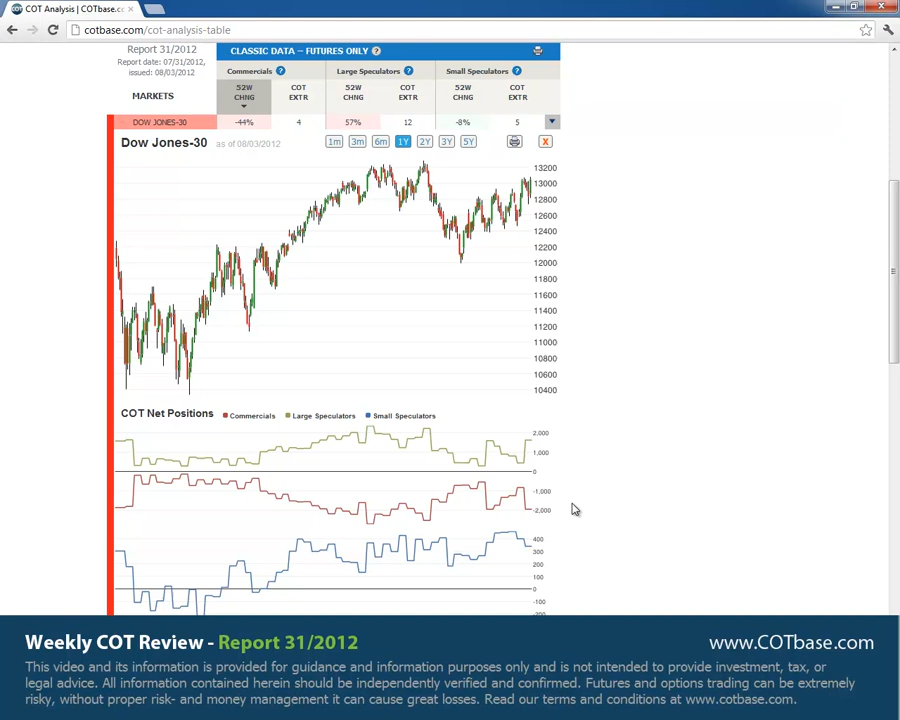 COT Analysis | COTbase.cc
cotbase.com/cot-analysis-table
Report 31/2012
Report date: 07/31/2012,
issued: 08/03/2012
MARKETS
CLASSIC DATA – FUTURES ONLY ?
Commercials ? Large Speculators ? Small Speculators ?
52W CHNG COT EXTR 52W CHNG COT EXTR 52W CHNG COT EXTR
DOW JONES-30 -44% 4 57% 12 -8% 5
Dow Jones-30 as of 08/03/2012 1m 3m 6m 1Y 2Y 3Y 5Y X
13200
13000
12800
12600
12400
12200
12000
11800
11600
11400
11200
11000
10800
10600
10400
COT Net Positions Commercials Large Speculators Small Speculators
2,000
1,000
0
-1,000
-2,000
400
300
200
100
0
-100
-200
Weekly COT Review - Report 31/2012 www.COTbase.com
This video and its information is provided for guidance and information purposes only and is not intended to provide investment, tax, or
legal advice. All information contained herein should be independently verified and confirmed. Futures and options trading can be extremely
risky, without proper risk- and money management it can cause great losses. Read our terms and conditions at www.cotbase.com.